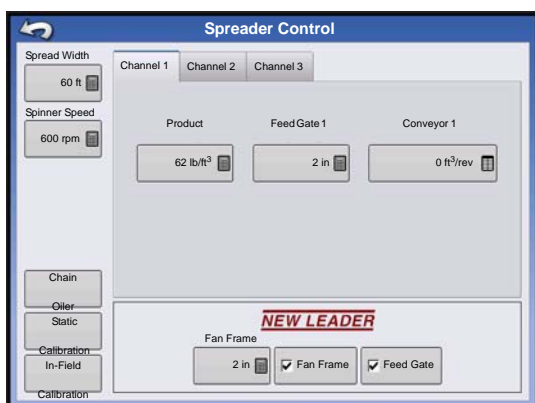 Spreader Control
Spread Width
60 ft
Spinner Speed
600 rpm
Channel 1
Channel 2
Channel 3
Product
Feed Gate 1
Conveyor 1
62 lb/ft³
2 in
0 ft³/rev
Chain
Oiler
Static
Calibration
In-Field
Calibration
NEW LEADER
Fan Frame
2 in
Fan Frame
Feed Gate